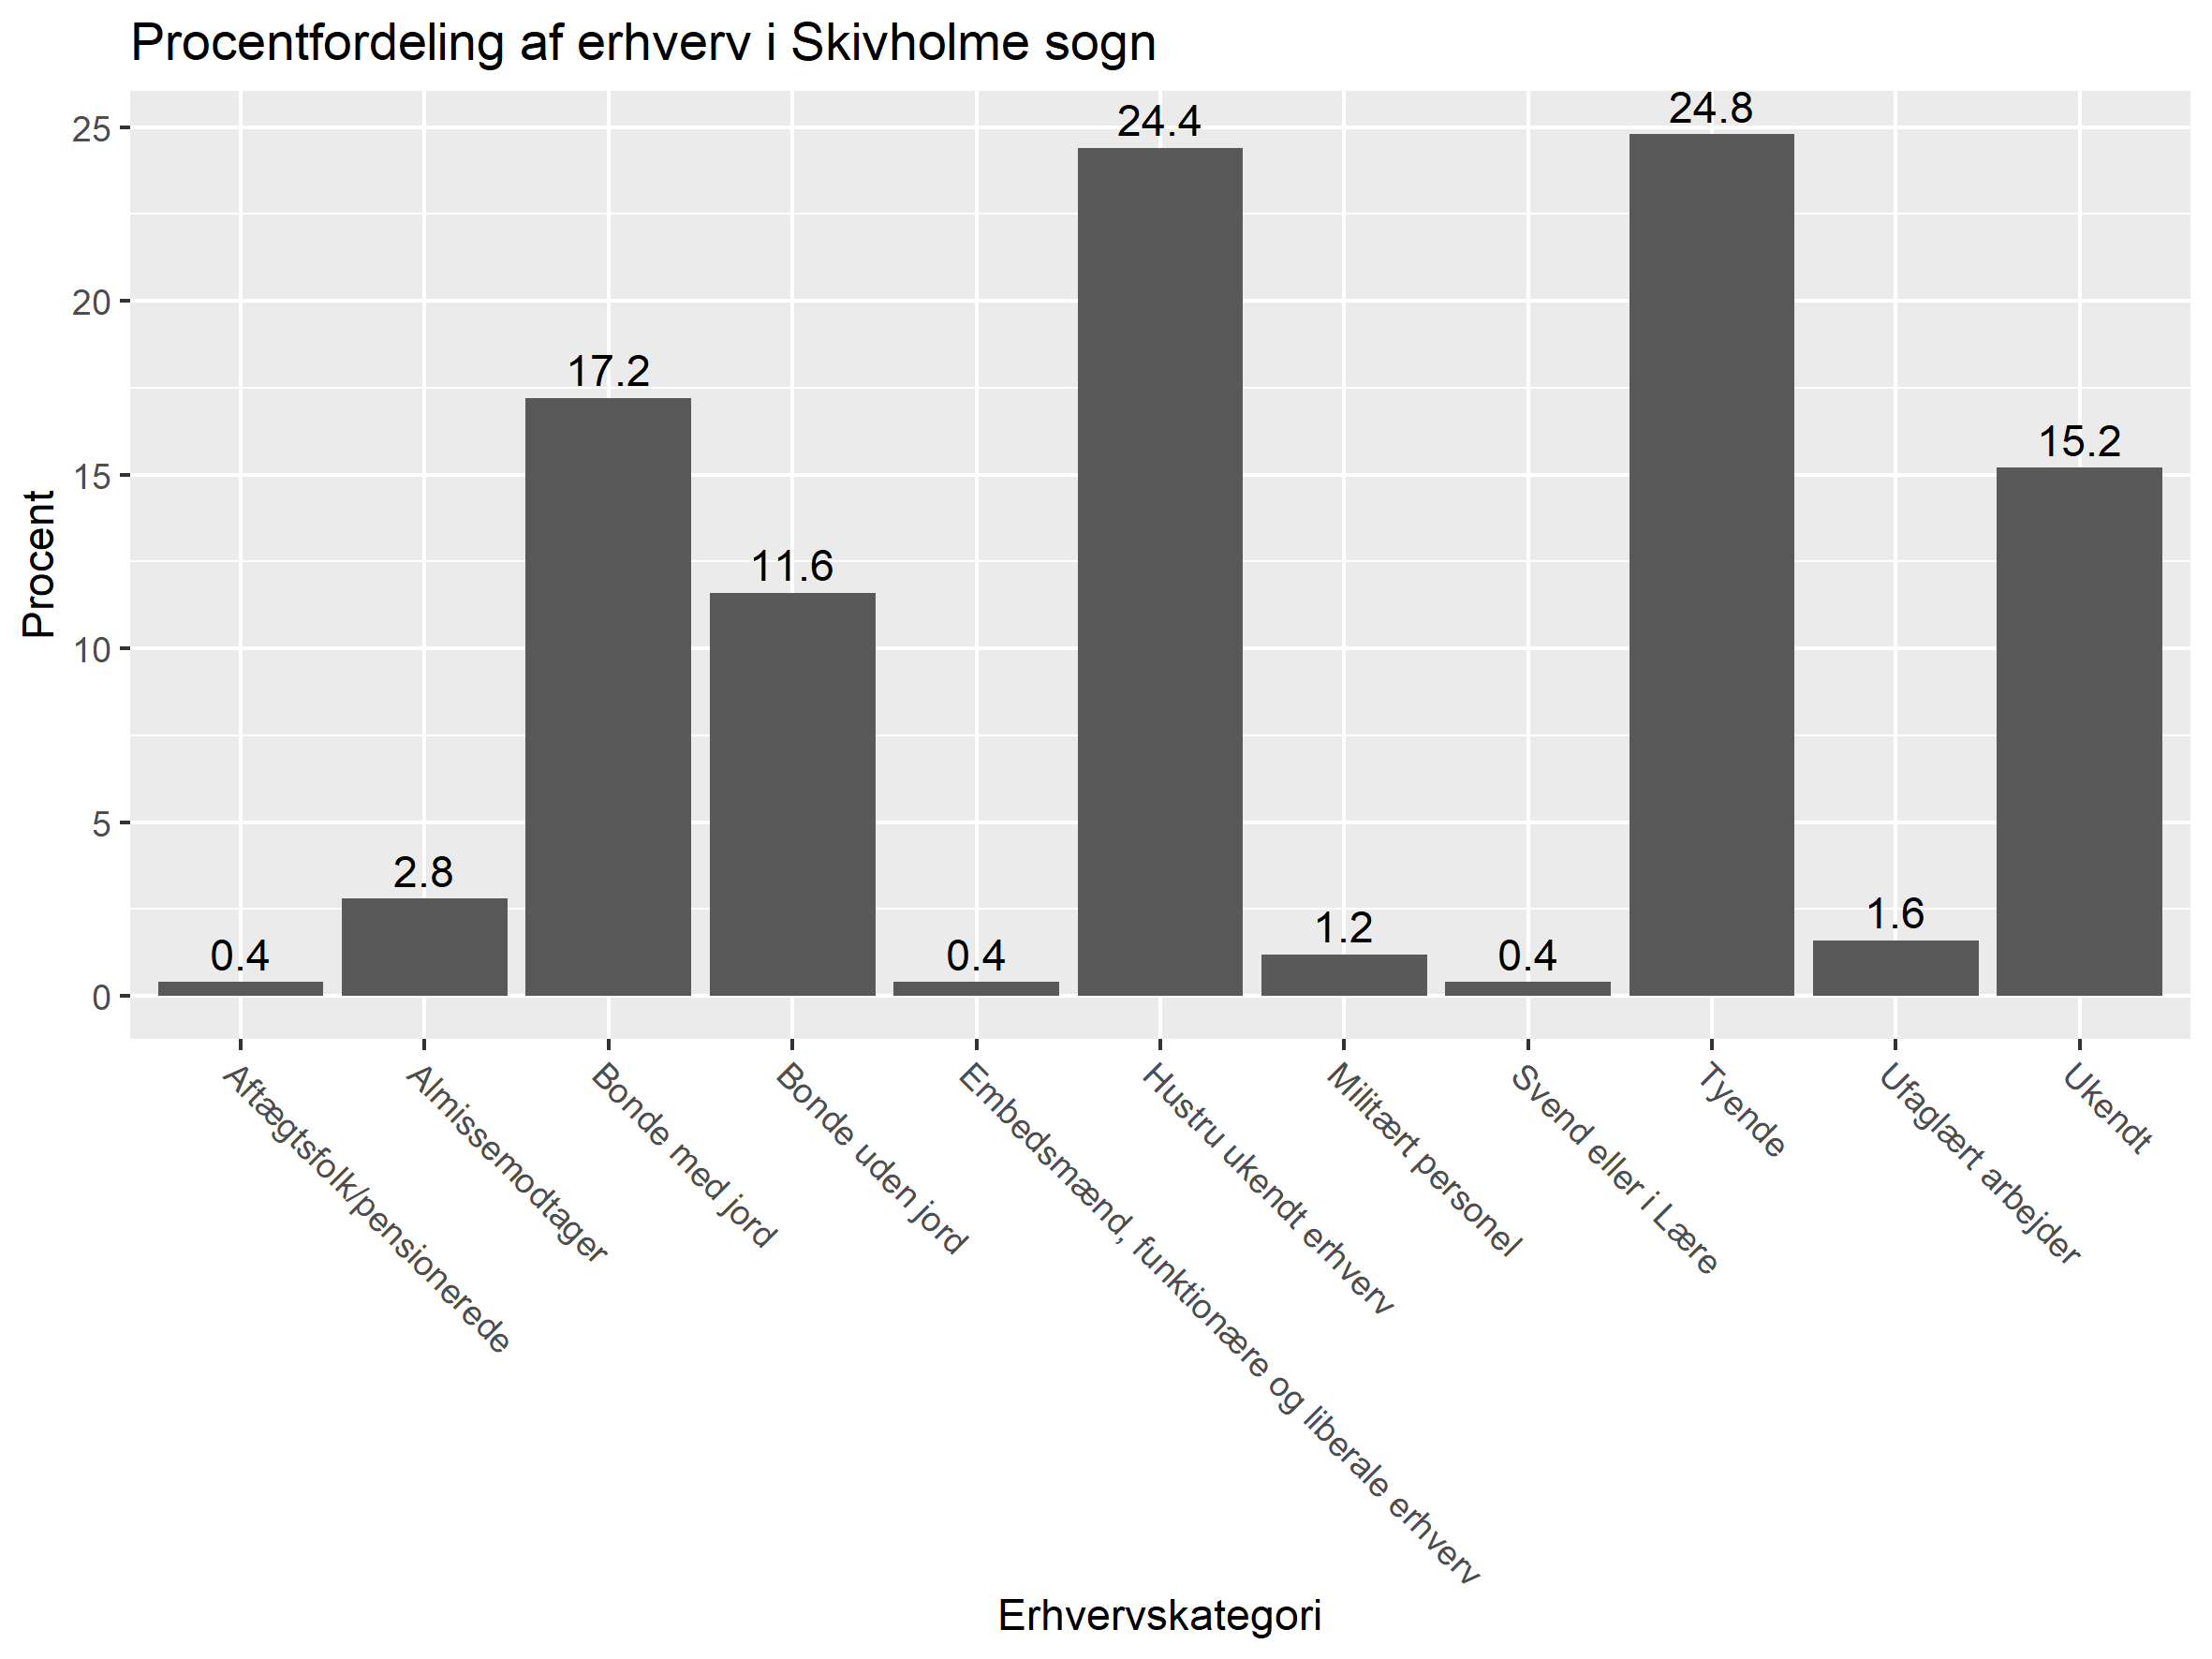 Procentfordeling af erhverv i Skivholme sogn
Procent
25
20
15
10
5
0
0.4
2.8
17.2
11.6
0.4
24.4
1.2
0.4
24.8
1.6
15.2
Aftægtsfolk/pensionerede
Almissemodtager
Bonde med jord
Bonde uden jord
Embedsmænd, funktionære og liberale erhverv
Hustru ukendt erhverv
Militært personel
Svend eller i Lære
Tyende
Ufaglært arbejder
Ukendt
Erhvervskategori